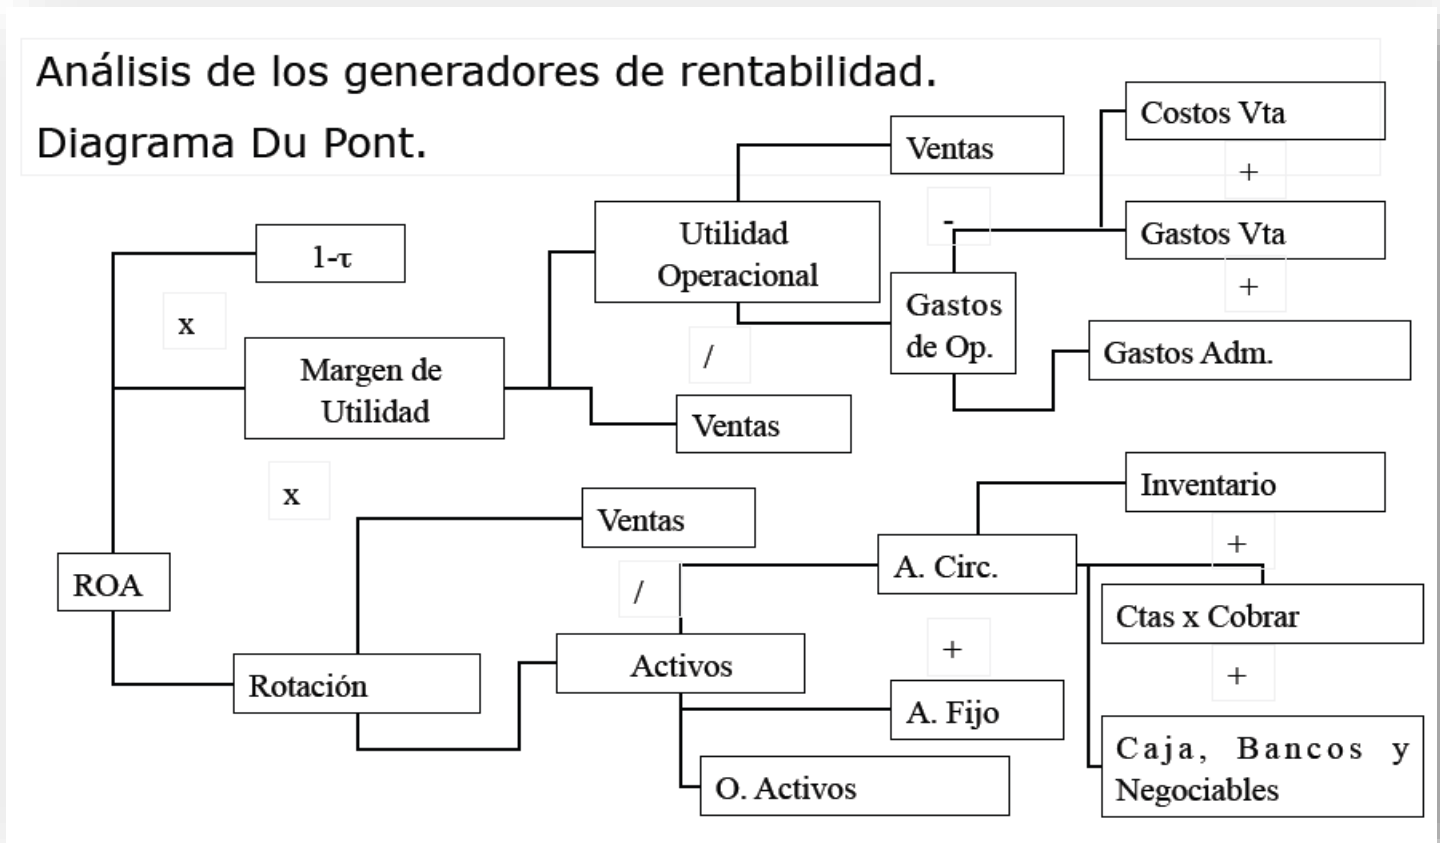 Análisis de los generadores de rentabilidad.
Diagrama Du Pont.
Costos Vta
+
Ventas
-
Gastos Vta
+
Utilidad
Operacional
1-τ
x
Gastos
de Op.
Gastos Adm.
/
Margen de
Utilidad
Ventas
x
Inventario
+
Ventas
/
A. Circ.
ROA
Ctas x Cobrar
+
+
Activos
Rotación
A. Fijo
Caja, Bancos y
Negociables
O. Activos